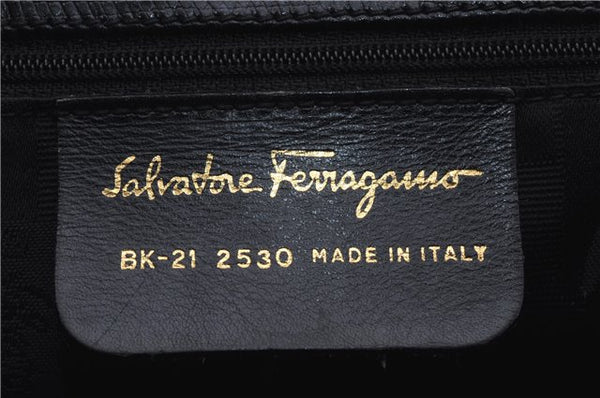 Salvatore Ferragamo
BK-21 2530 MADE IN ITALY